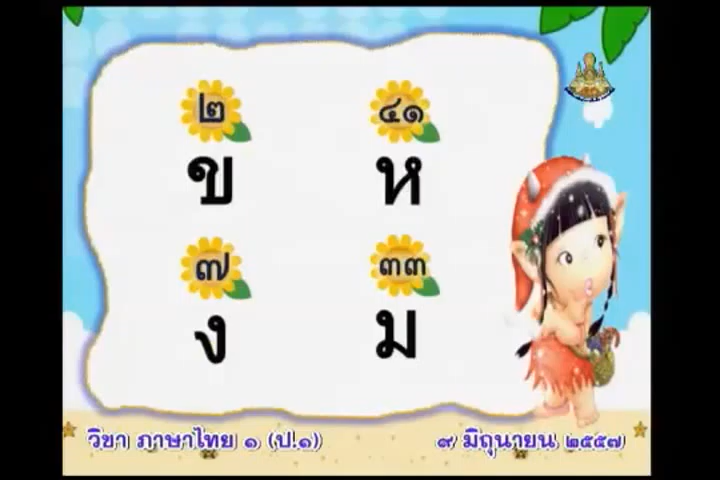 ๒ ๔๑
ข ห
๗ ๓๓
ง ม
วิชา ภาษาไทย ๑ (ป.๑) ๙ มิถุนายน ๒๕๕๗